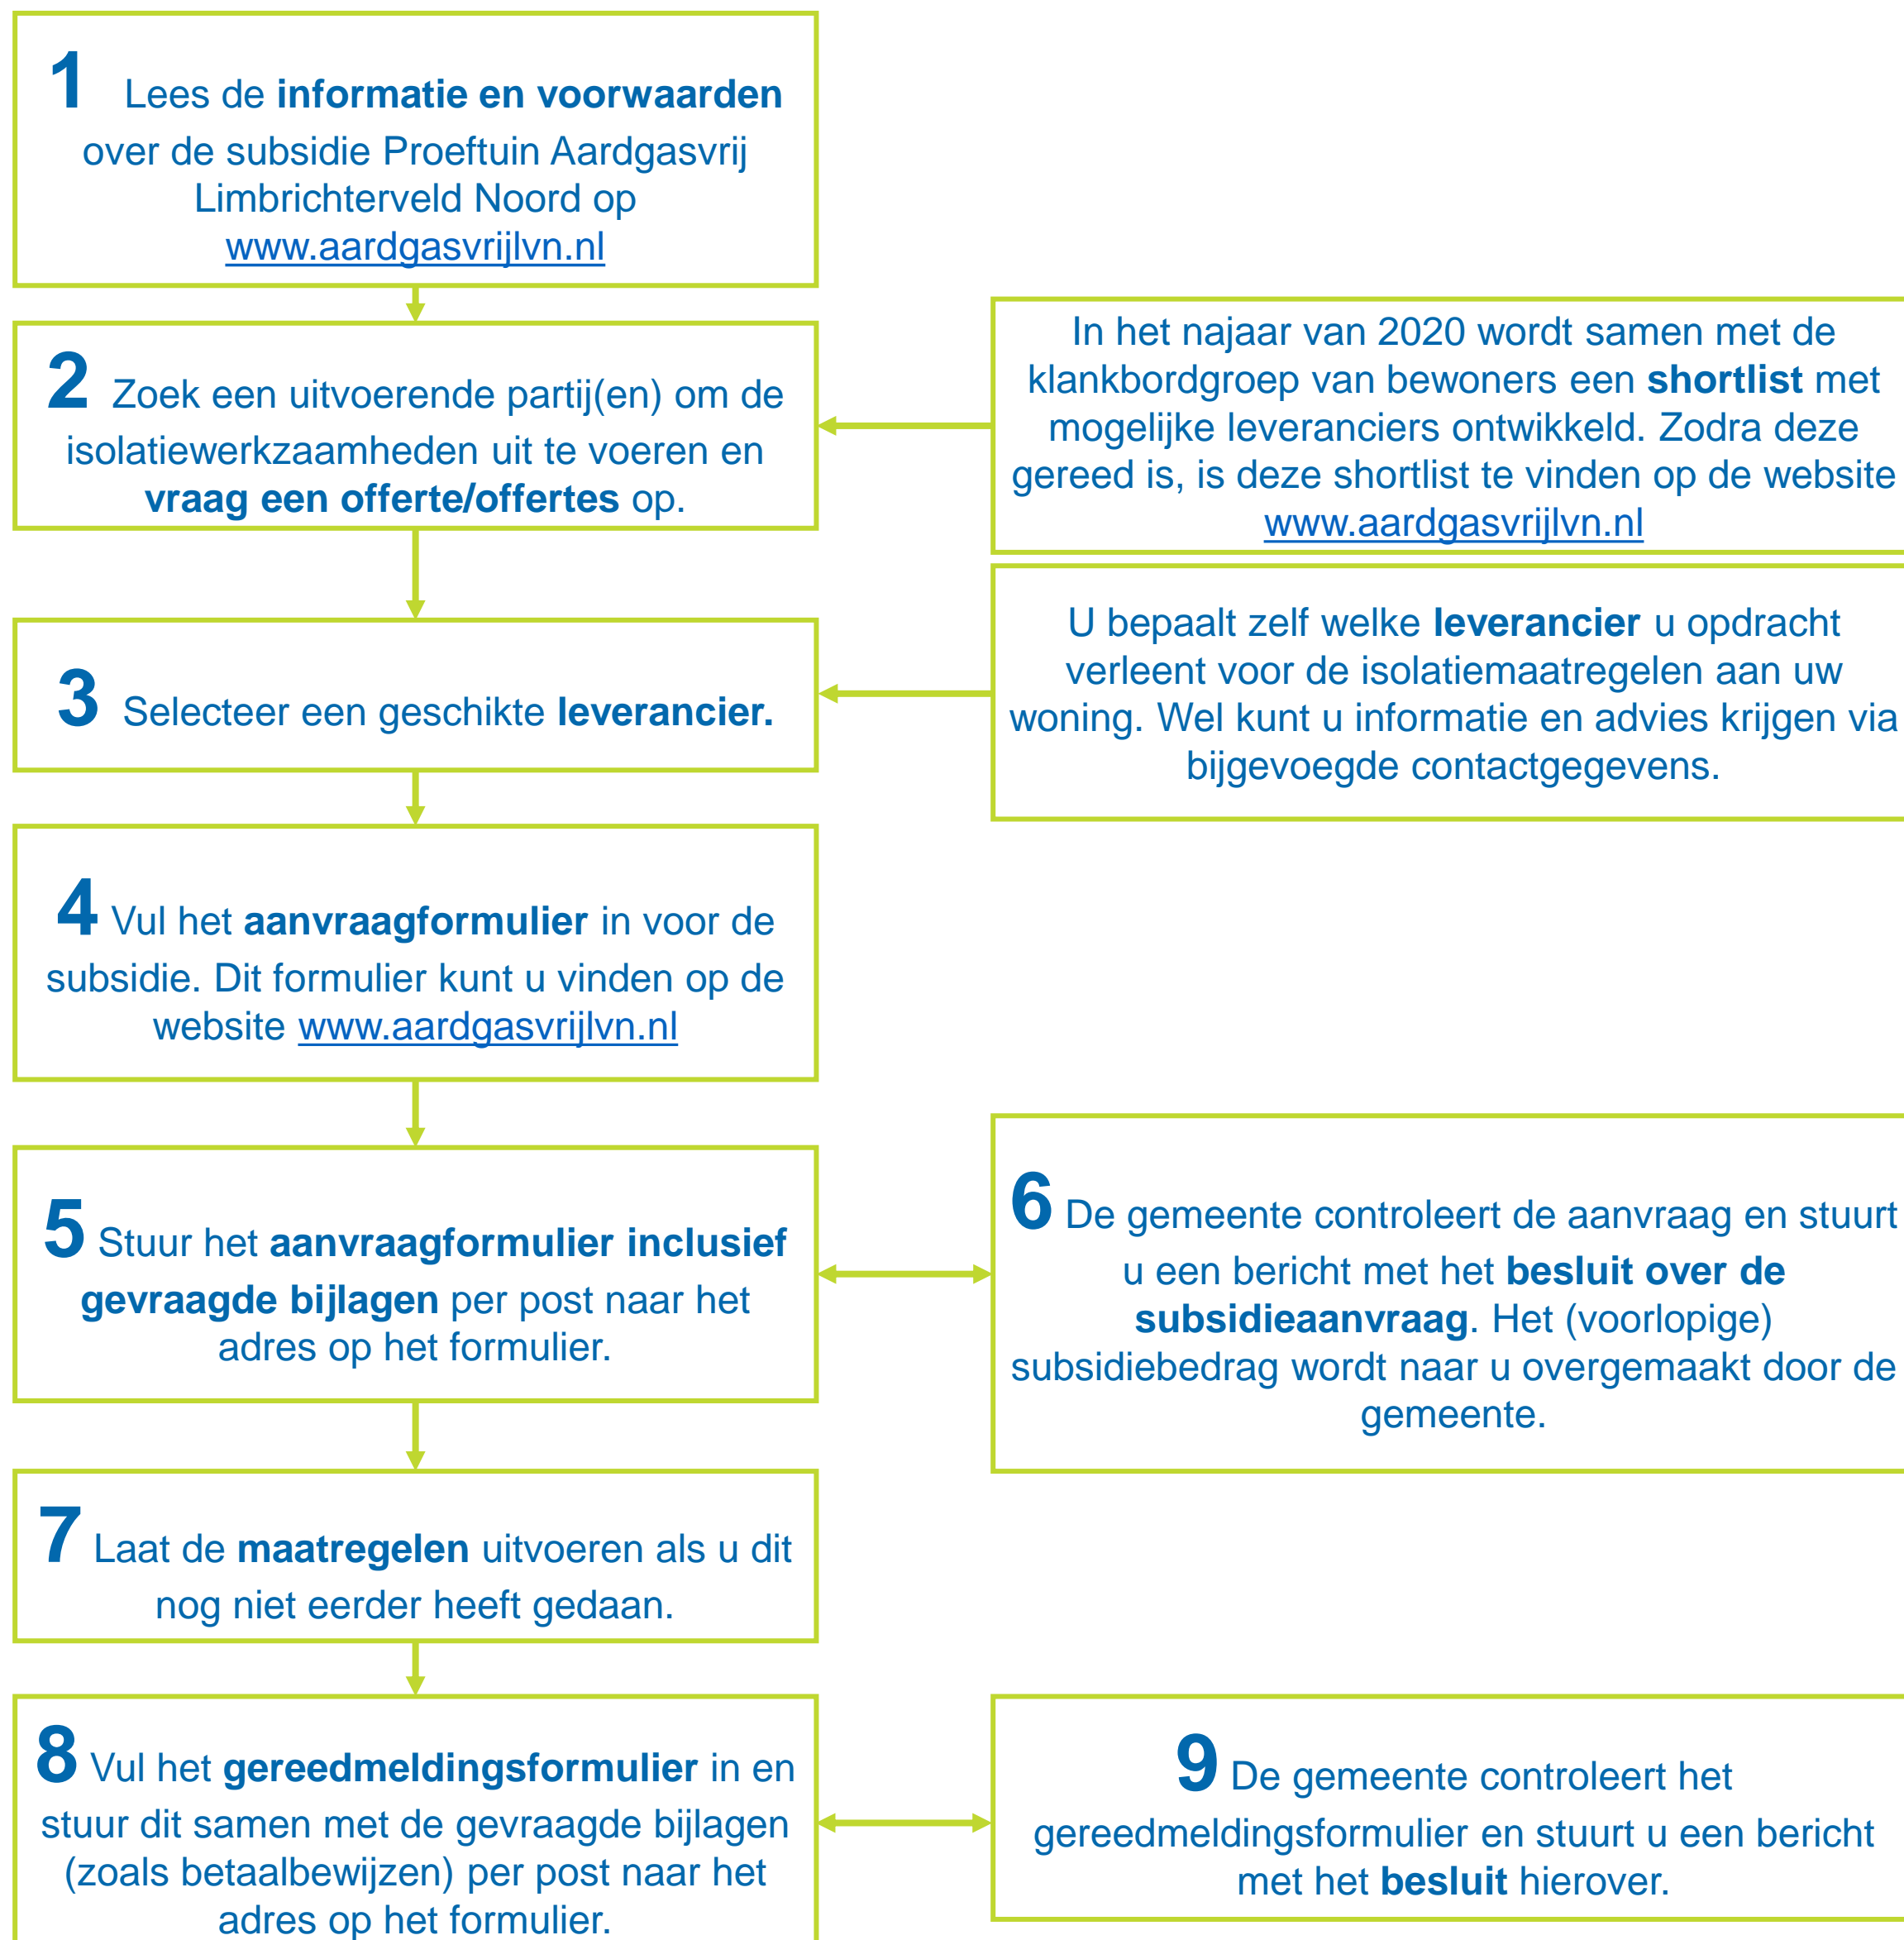 1 Lees de informatie en voorwaarden
over de subsidie Proeftuin Aardgasvrij
Limbrichterveld Noord op
www.aardgasvrijlvn.nl
2 Zoek een uitvoerende partij(en) om de
isolatiewerkzaamheden uit te voeren en
vraag een offerte/offertes op.
In het najaar van 2020 wordt samen met de
klankbordgroep van bewoners een shortlist met
mogelijke leveranciers ontwikkeld. Zodra deze
gereed is, is deze shortlist te vinden op de website
www.aardgasvrijlvn.nl
3 Selecteer een geschikte leverancier.
U bepaalt zelf welke leverancier u opdracht
verleent voor de isolatiemaatregelen aan uw
woning. Wel kunt u informatie en advies krijgen via
bijgevoegde contactgegevens.
4 Vul het aanvraagformulier in voor de
subsidie. Dit formulier kunt u vinden op de
website www.aardgasvrijlvn.nl
5 Stuur het aanvraagformulier inclusief
gevraagde bijlagen per post naar het
adres op het formulier.
6 De gemeente controleert de aanvraag en stuurt
u een bericht met het besluit over de
subsidieaanvraag. Het (voorlopige)
subsidiebedrag wordt naar u overgemaakt door de
gemeente.
7 Laat de maatregelen uitvoeren als u dit
nog niet eerder heeft gedaan.
8 Vul het gereedmeldingsformulier in en
stuur dit samen met de gevraagde bijlagen
(zoals betaalbewijzen) per post naar het
adres op het formulier.
9 De gemeente controleert het
gereedmeldingsformulier en stuurt u een bericht
met het besluit hierover.